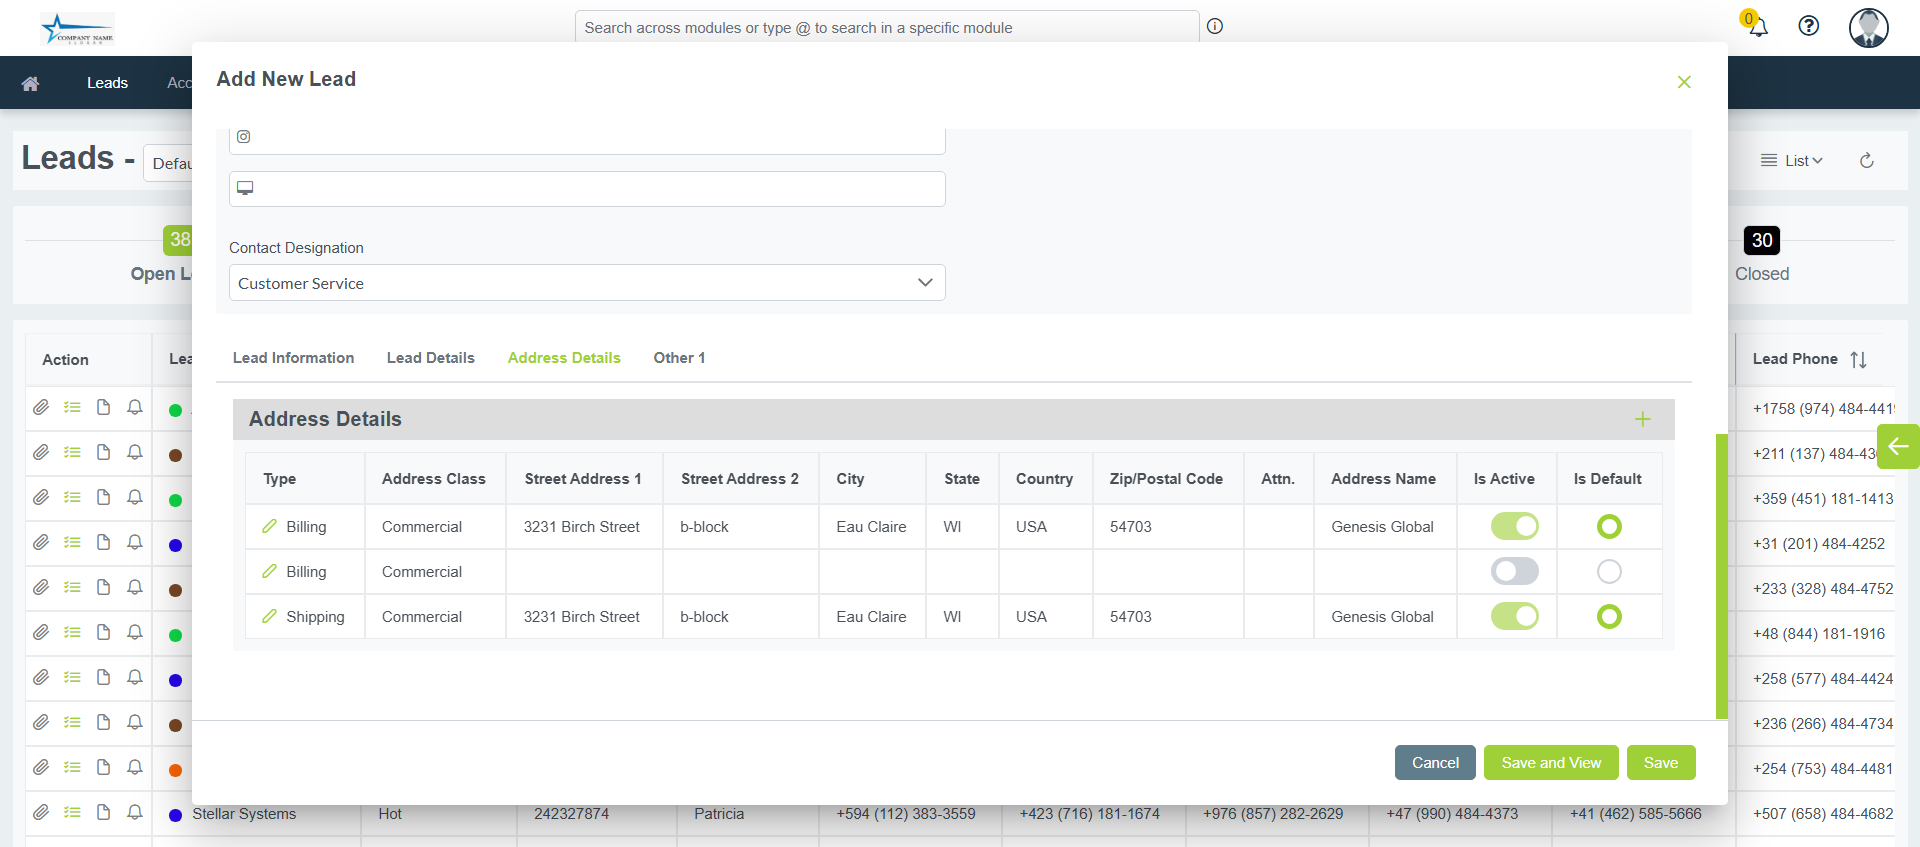 COMPANY NAME
Search across modules or type @ to search in a specific module
0
Leads
Acc
Add New Lead
Leads -
Defau
List
38
Open L
30
Closed
Contact Designation
Customer Service
Lead Information Lead Details Address Details Other 1
Address Details
Type Address Class Street Address 1 Street Address 2 City State Country Zip/Postal Code Attn. Address Name Is Active Is Default
Billing Commercial 3231 Birch Street b-block Eau Claire WI USA 54703 Genesis Global
Billing Commercial
Shipping Commercial 3231 Birch Street b-block Eau Claire WI USA 54703 Genesis Global
Cancel Save and View Save
Action Lea Lead Phone
+1758 (974) 484-441
+211 (137) 484-43
+359 (451) 181-1413
+31 (201) 484-4252
+233 (328) 484-4752
+48 (844) 181-1916
+258 (577) 484-4424
+236 (266) 484-4734
+254 (753) 484-4481
Stellar Systems Hot 242327874 Patricia +594 (112) 383-3559 +423 (716) 181-1674 +976 (857) 282-2629 +47 (990) 484-4373 +41 (462) 585-5666 +507 (658) 484-4682